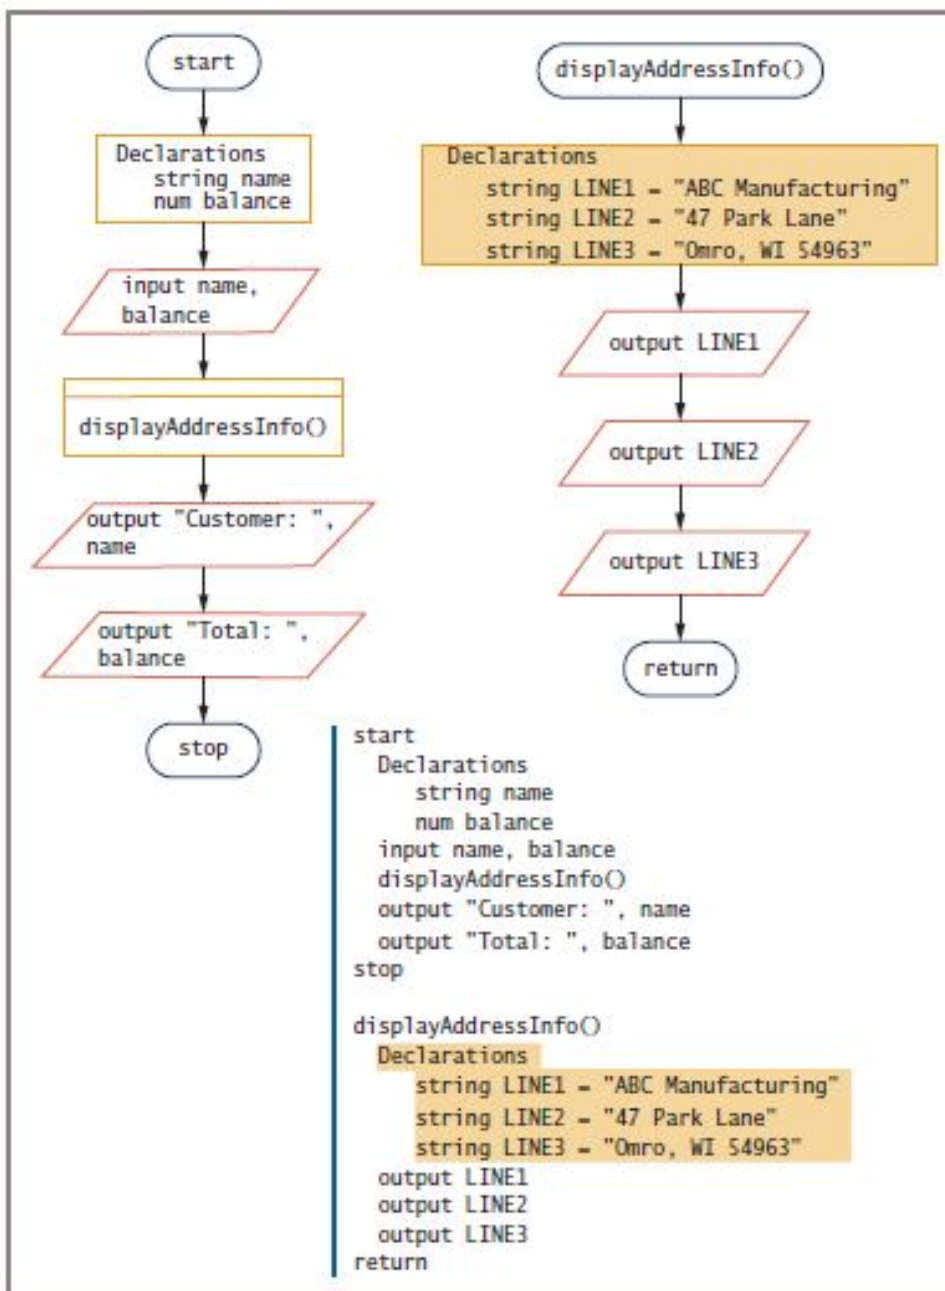 start
Declarations
string name
num balance
input name,
balance
displayAddressInfo()
output "Customer: ",
name
output "Total: ",
balance
stop
displayAddressInfo()
Declarations
string LINE1 = "ABC Manufacturing"
string LINE2 = "47 Park Lane"
string LINE3 = "Omro, WI 54963"
output LINE1
output LINE2
output LINE3
return
start
Declarations
string name
num balance
input name, balance
displayAddressInfo()
output "Customer: ", name
output "Total: ", balance
stop
displayAddressInfo()
Declarations
string LINE1 = "ABC Manufacturing"
string LINE2 = "47 Park Lane"
string LINE3 = "Omro, WI 54963"
output LINE1
output LINE2
output LINE3
return